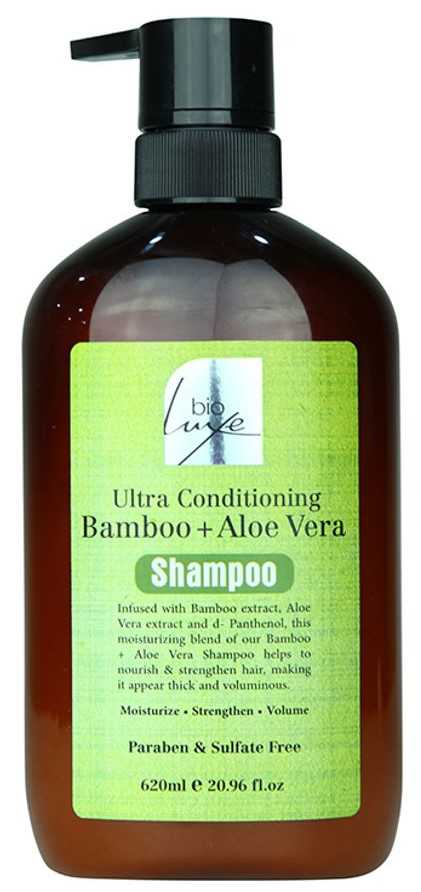 bio
Luxe
Ultra Conditioning
Bamboo + Aloe Vera
Shampoo
Infused with Bamboo extract, Aloe
Vera extract and d- Panthenol, this
moisturizing blend of our Bamboo
+ Aloe Vera Shampoo helps to
nourish & strengthen hair, making
it appear thick and voluminous.
Moisturize • Strengthen • Volume
Paraben & Sulfate Free
620ml e 20.96 fl.oz